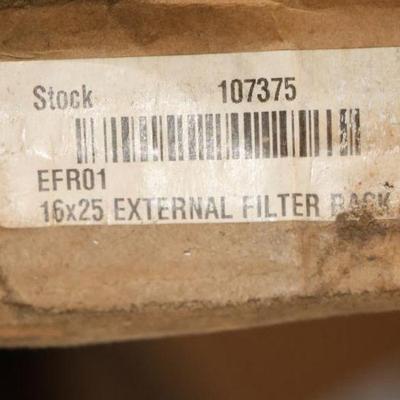 Stock 107375
EFR01
16x25 EXTERNAL FILTER RACK